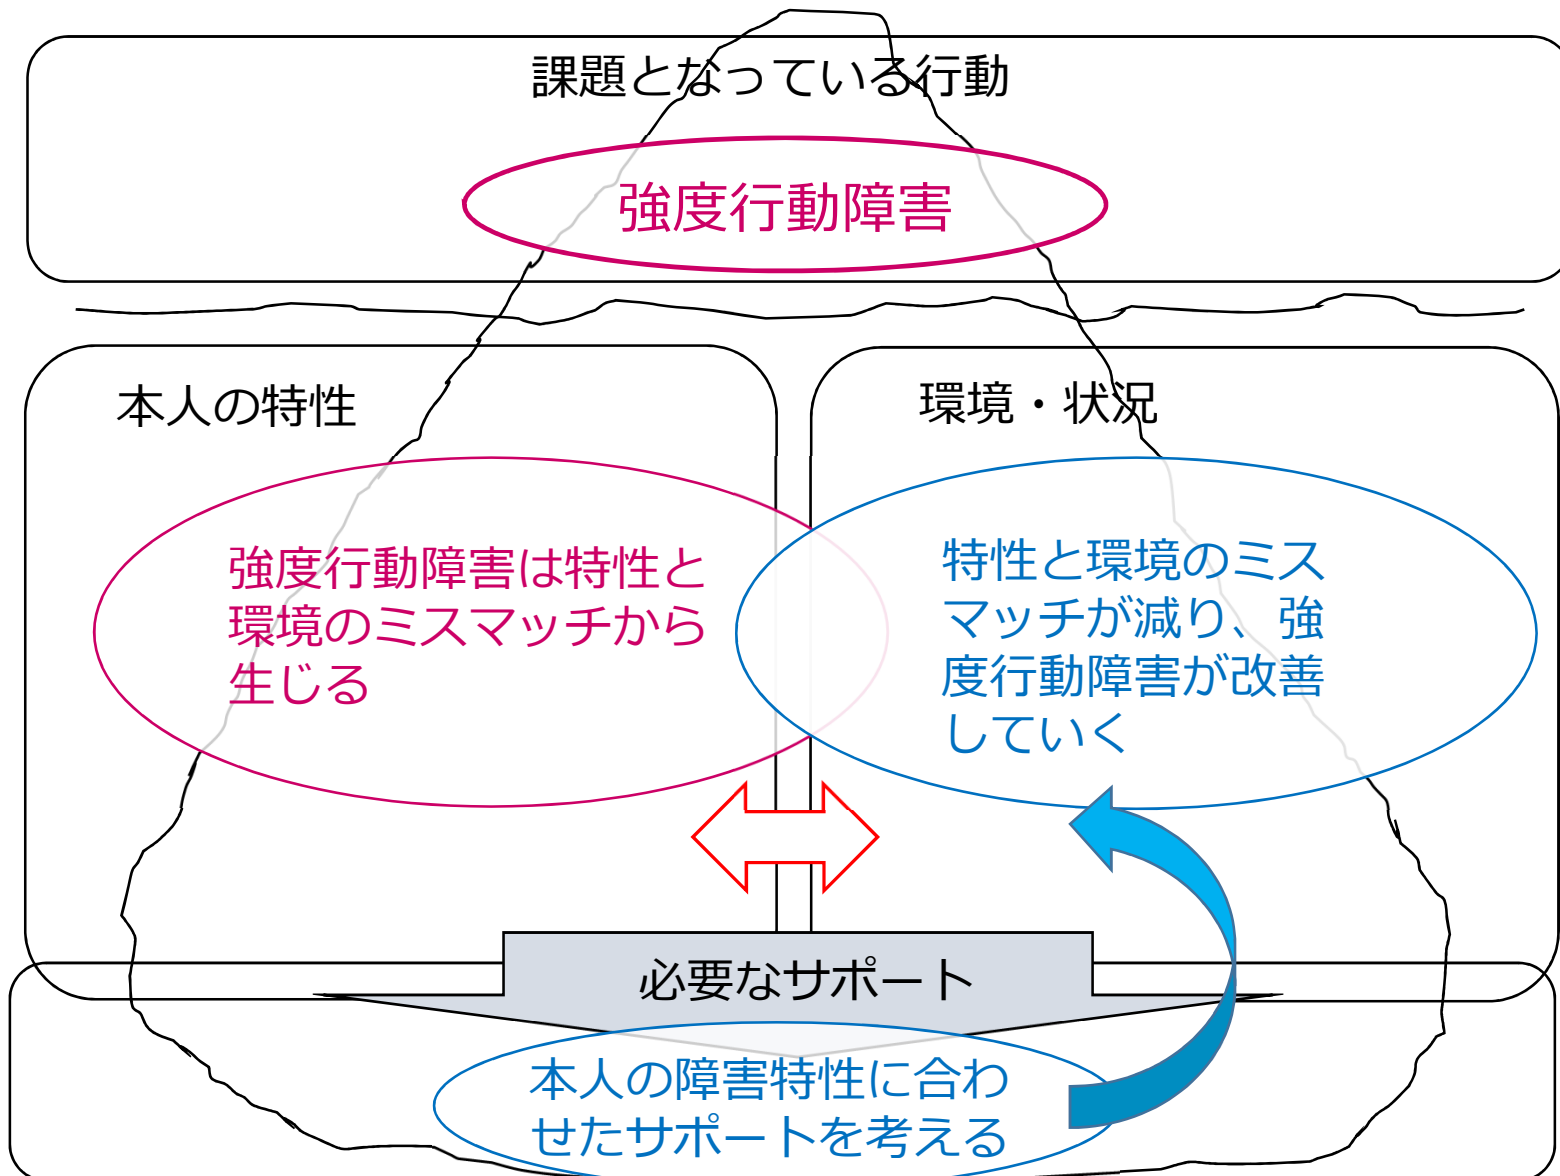 課題となっている行動
強度行動障害
本人の特性
強度行動障害は特性と
環境のミスマッチから
生じる
環境・状況
特性と環境のミス
マッチが減り、強
度行動障害が改善
していく
必要なサポート
本人の障害特性に合わ
せたサポートを考える